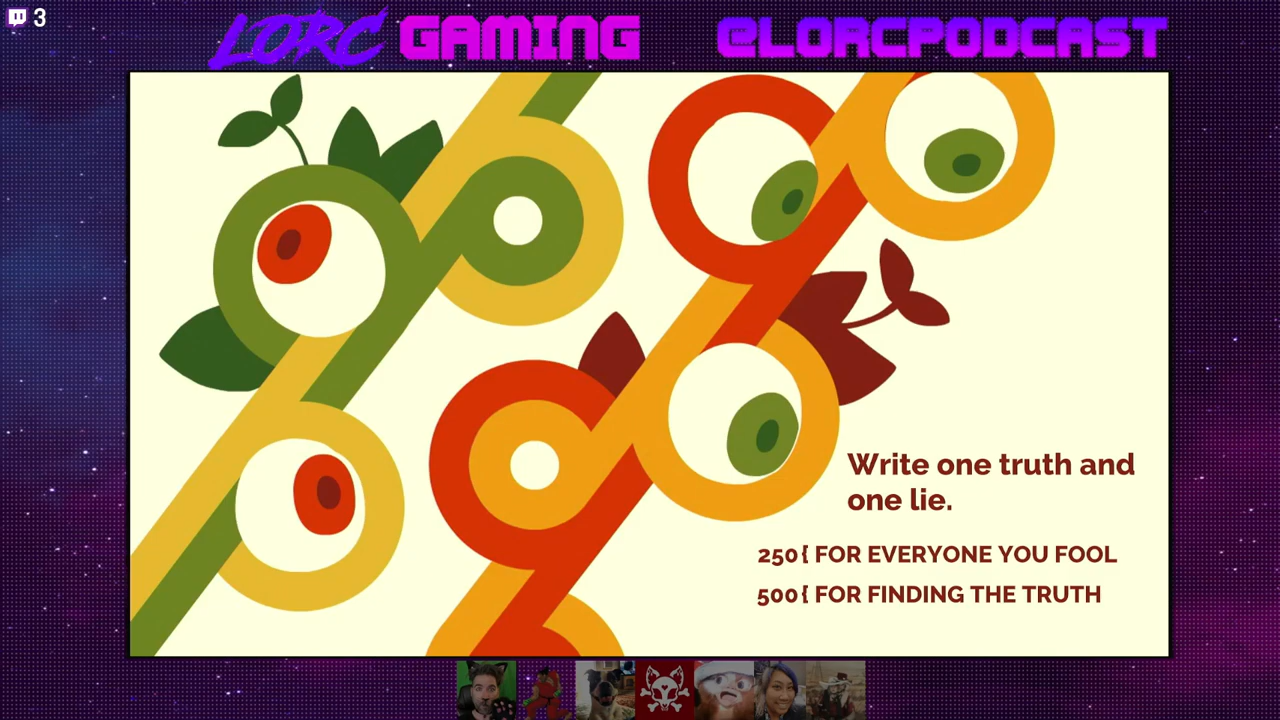 3
LORC GAMING
@LORCPODCAST
Write one truth and
one lie.
250{ FOR EVERYONE YOU FOOL
500{ FOR FINDING THE TRUTH